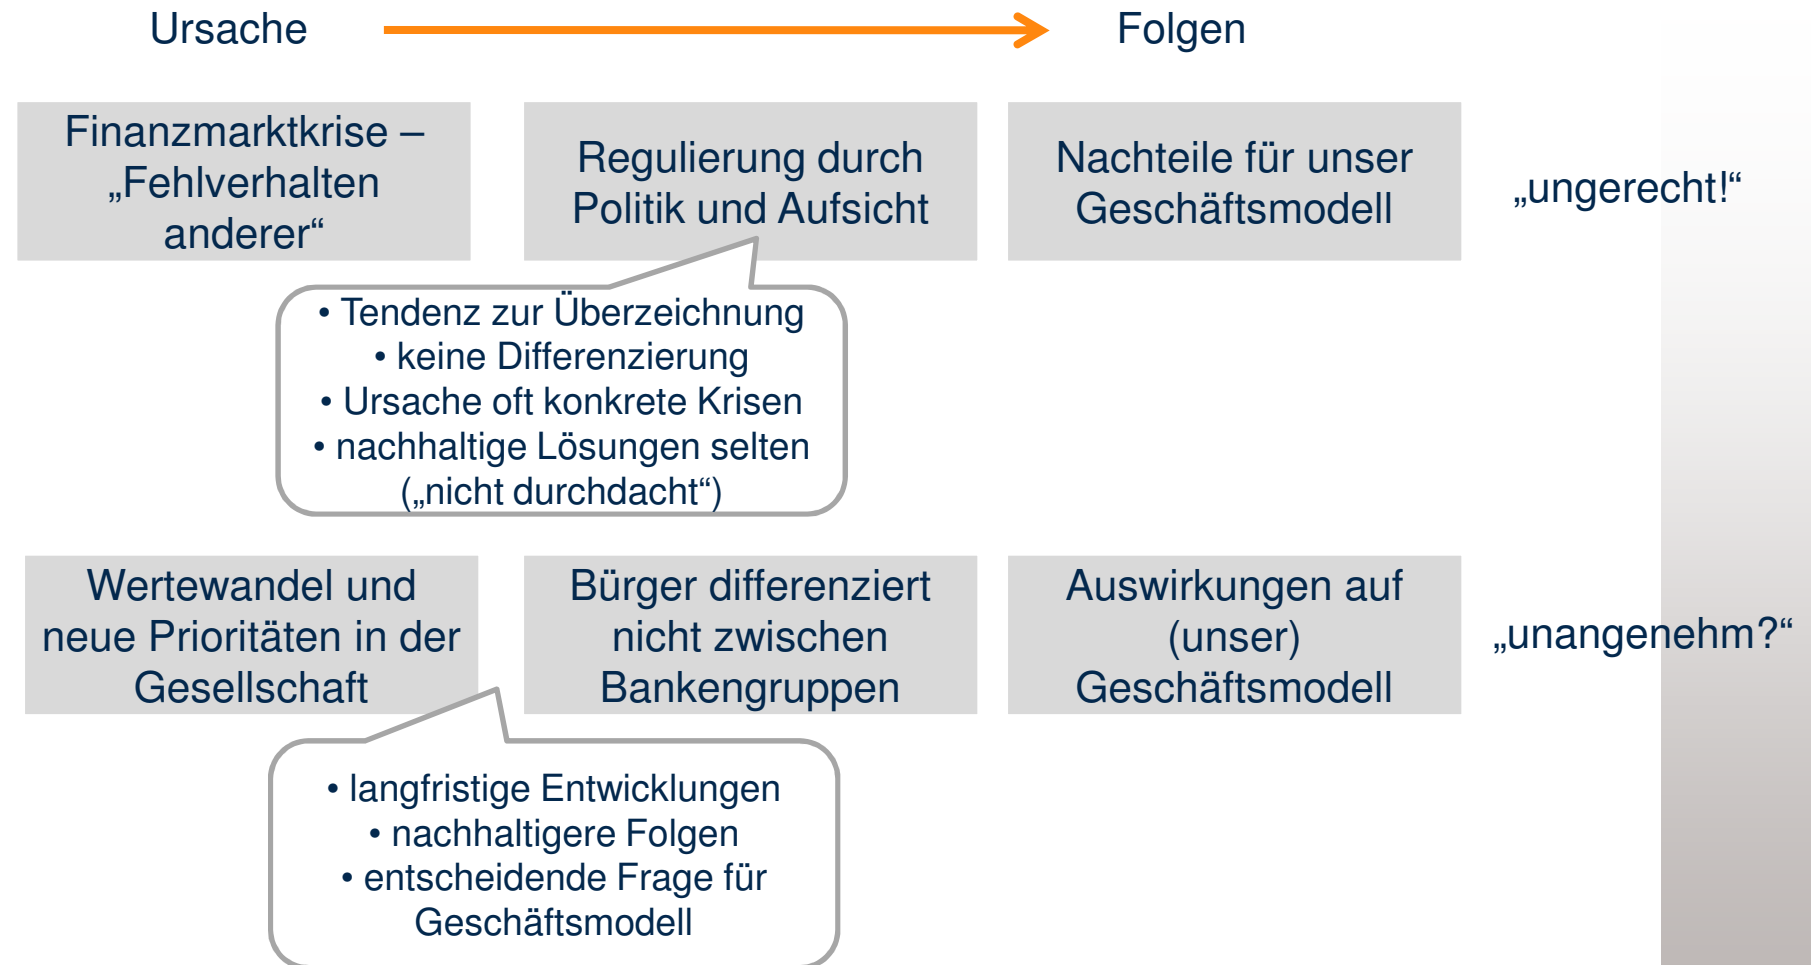 Ursache
Folgen
Finanzmarktkrise –
„Fehlverhalten
anderer“
Regulierung durch
Politik und Aufsicht
Nachteile für unser
Geschäftsmodell
„ungerecht!“
• Tendenz zur Überzeichnung
• keine Differenzierung
• Ursache oft konkrete Krisen
• nachhaltige Lösungen selten
(„nicht durchdacht“)
Wertewandel und
neue Prioritäten in der
Gesellschaft
Bürger differenziert
nicht zwischen
Bankengruppen
Auswirkungen auf
(unser)
Geschäftsmodell
„unangenehm?“
• langfristige Entwicklungen
• nachhaltigere Folgen
• entscheidende Frage für
Geschäftsmodell